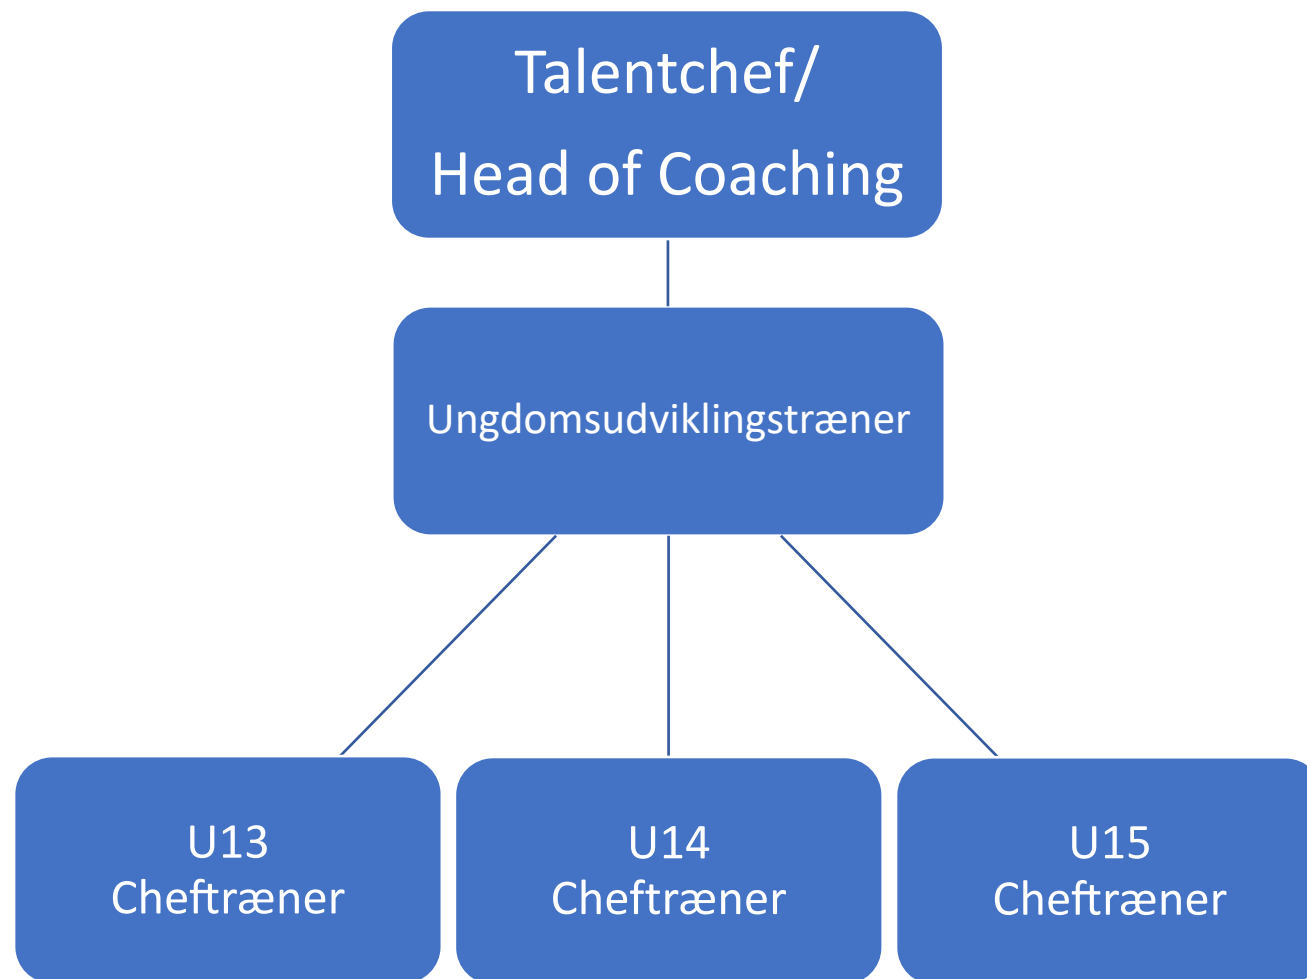 Talentchef/
Head of Coaching
Ungdomsudviklingstræner
U13
Cheftræner
U14
Cheftræner
U15
Cheftræner